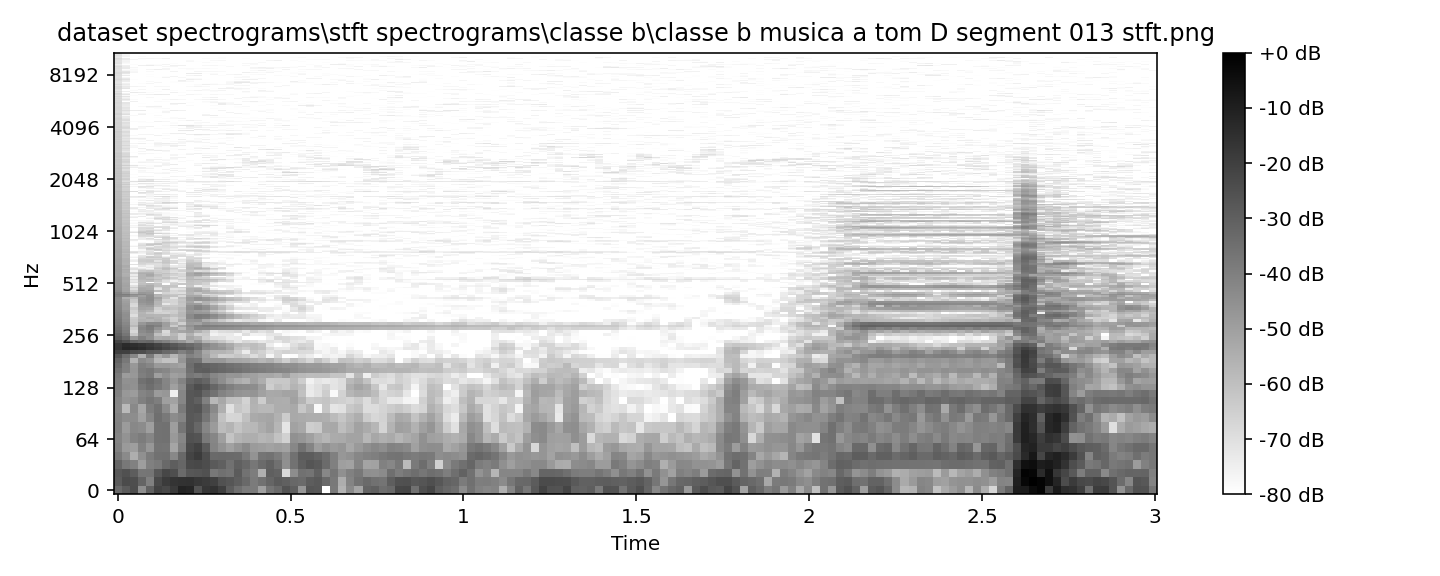 dataset spectrograms\stft spectrograms\classe b\classe b musica a tom D segment 013 stft.png
8192
4096
2048
1024
512
256
128
64
0
Hz
0
0.5
1
1.5
2
2.5
3
Time
+0 dB
-10 dB
-20 dB
-30 dB
-40 dB
-50 dB
-60 dB
-70 dB
-80 dB